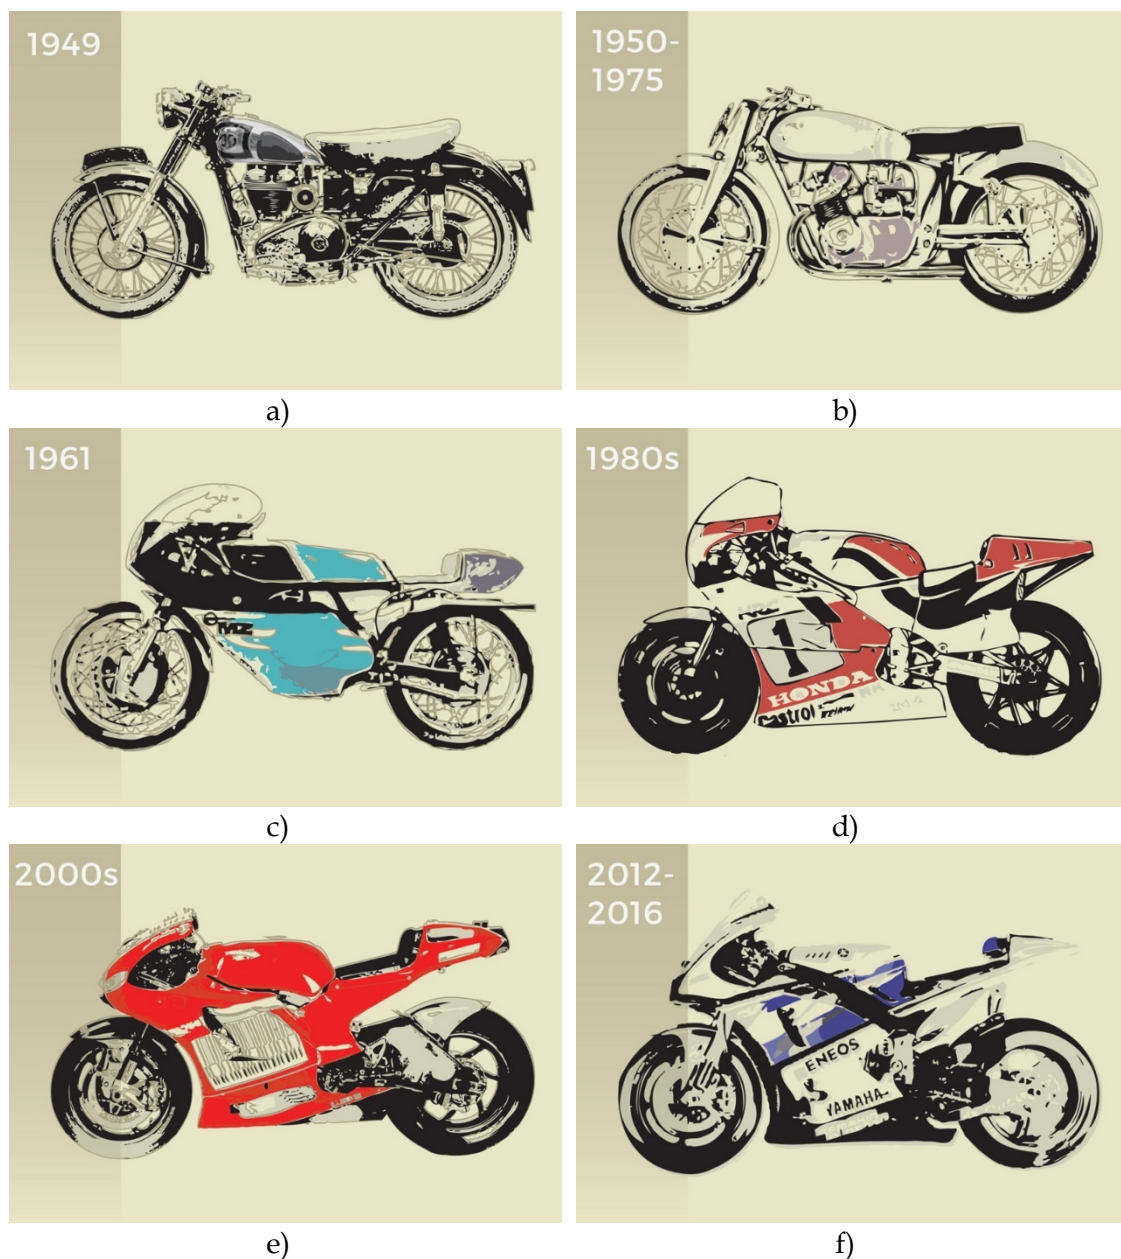 1949
1950-
1975
a)
b)
1961
1980s
MZ
1
HONDA
Castrol
c)
d)
2000s
2012-
2016
ENEOS
YAMAHA
e)
f)